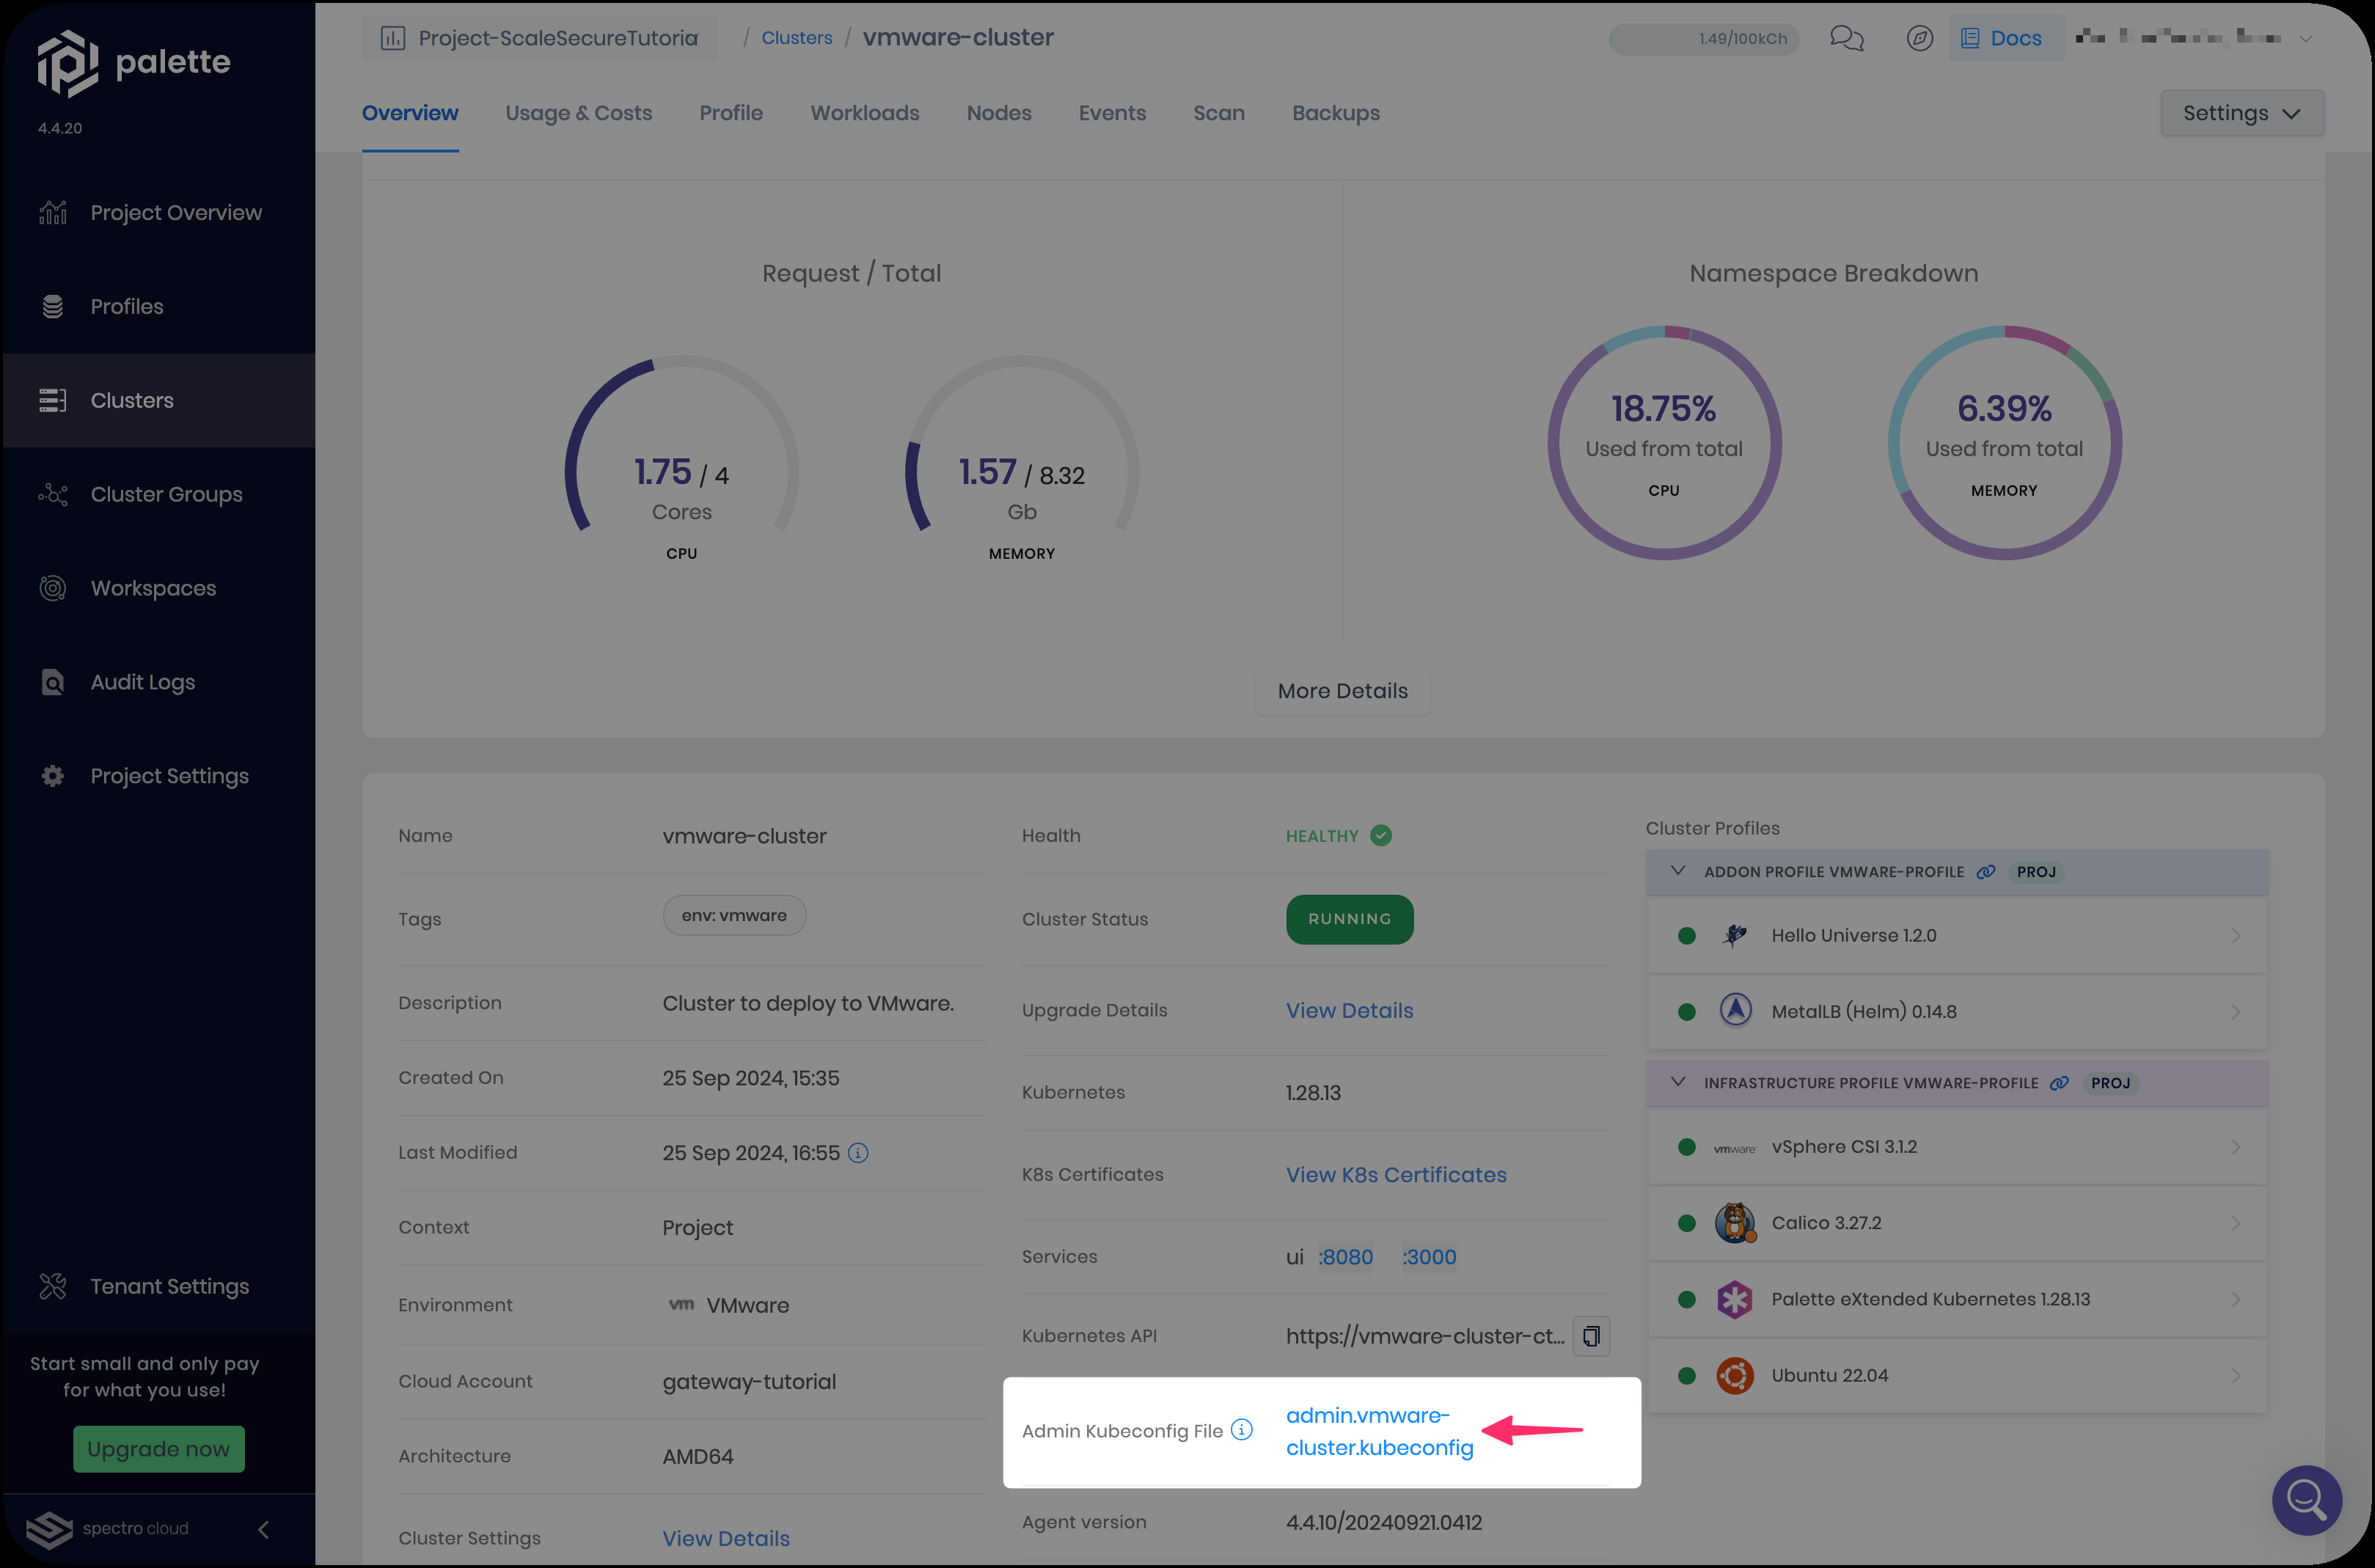 palette
4.4.20
Project Overview
Profiles
Clusters
Cluster Groups
Workspaces
Audit Logs
Project Settings
Tenant Settings
Start small and only pay
for what you use!
Upgrade now
spectro cloud
Project-ScaleSecureTutoria
/ Clusters / vmware-cluster
1.49/100kCh
Docs
Overview
Usage & Costs
Profile
Workloads
Nodes
Events
Scan
Backups
Settings
Request / Total
1.75 / 4
Cores
CPU
1.57 / 8.32
Gb
MEMORY
Namespace Breakdown
18.75%
Used from total
CPU
6.39%
Used from total
MEMORY
More Details
Name vmware-cluster
Tags env: vmware
Description Cluster to deploy to VMware.
Created On 25 Sep 2024, 15:35
Last Modified 25 Sep 2024, 16:55
Context Project
Environment vm VMware
Cloud Account gateway-tutorial
Architecture AMD64
Cluster Settings View Details
Health HEALTHY
Cluster Status RUNNING
Upgrade Details View Details
Kubernetes 1.28.13
K8s Certificates View K8s Certificates
Services ui :8080 :3000
Kubernetes API https://vmware-cluster-ct...
Admin Kubeconfig File admin.vmware-
cluster.kubeconfig
Agent version 4.4.10/20240921.0412
Cluster Profiles
ADDON PROFILE VMWARE-PROFILE PROJ
Hello Universe 1.2.0
MetalLB (Helm) 0.14.8
INFRASTRUCTURE PROFILE VMWARE-PROFILE PROJ
vmware vSphere CSI 3.1.2
Calico 3.27.2
Palette eXtended Kubernetes 1.28.13
Ubuntu 22.04